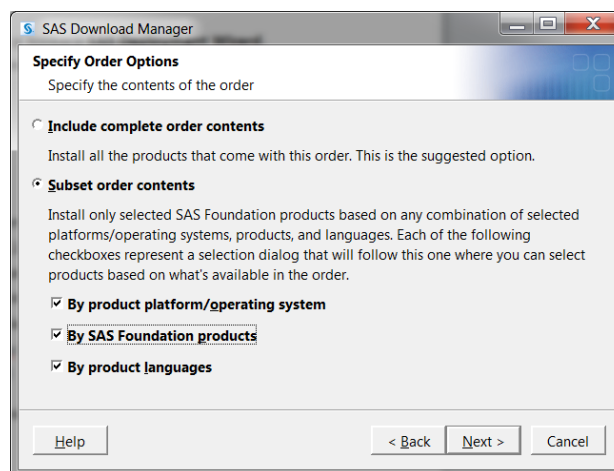 SAS Download Manager
Specify Order Options
Specify the contents of the order
Include complete order contents
Install all the products that come with this order. This is the suggested option.
Subset order contents
Install only selected SAS Foundation products based on any combination of selected
platforms/operating systems, products, and languages. Each of the following
checkboxes represent a selection dialog that will follow this one where you can select
products based on what's available in the order.
By product platform/operating system
By SAS Foundation products
By product languages
Help
< Back
Next >
Cancel